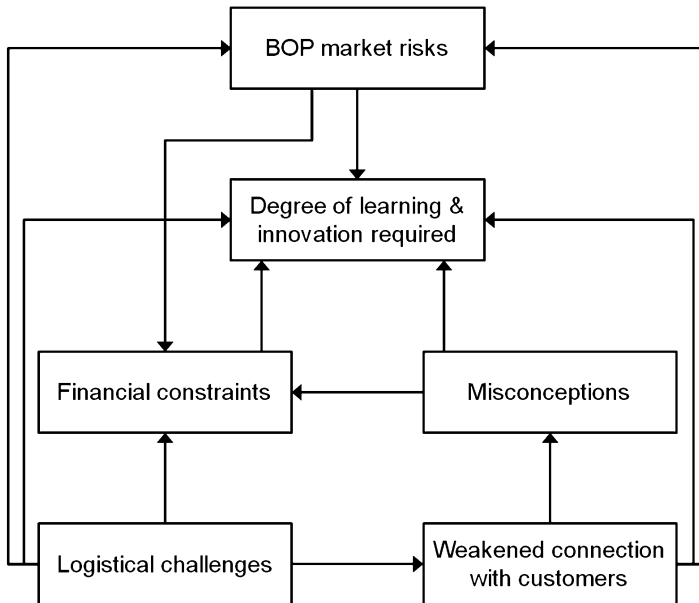 BOP market risks
Degree of learning &
innovation required
Financial constraints
Misconceptions
Logistical challenges
Weakened connection
with customers